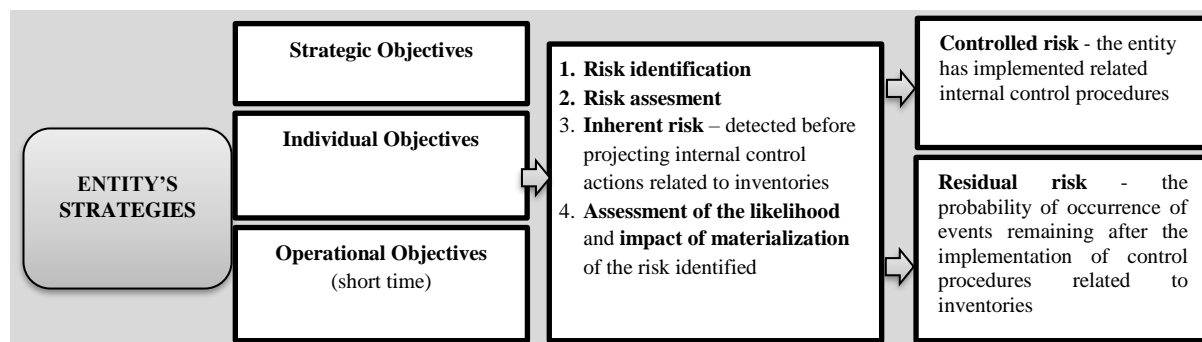 ENTITY’S
STRATEGIES
Strategic Objectives
Individual Objectives
Operational Objectives
(short time)
1. Risk identification
2. Risk assesment
3. Inherent risk – detected before
projecting internal control
actions related to inventories
4. Assessment of the likelihood
and impact of materialization
of the risk identified
Controlled risk - the entity
has implemented related
internal control procedures
Residual risk - the
probability of occurrence of
events remaining after the
implementation of control
procedures related to
inventories